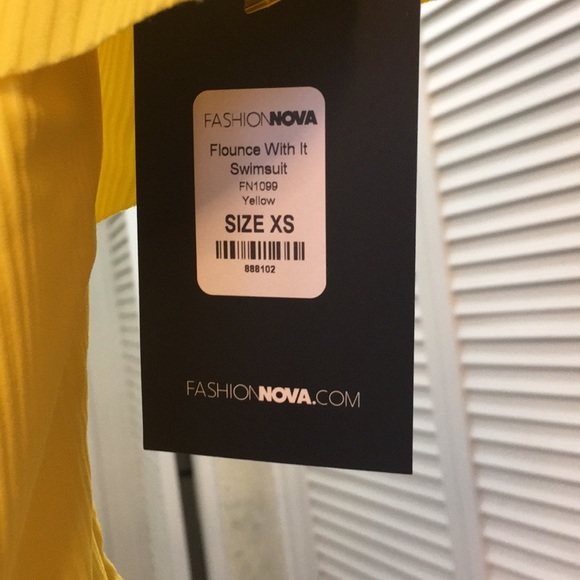 FASHIONNOVA
Flounce With It
Swimsuit
FN1099
Yellow
SIZE XS
888102
FASHIONNOVA.COM